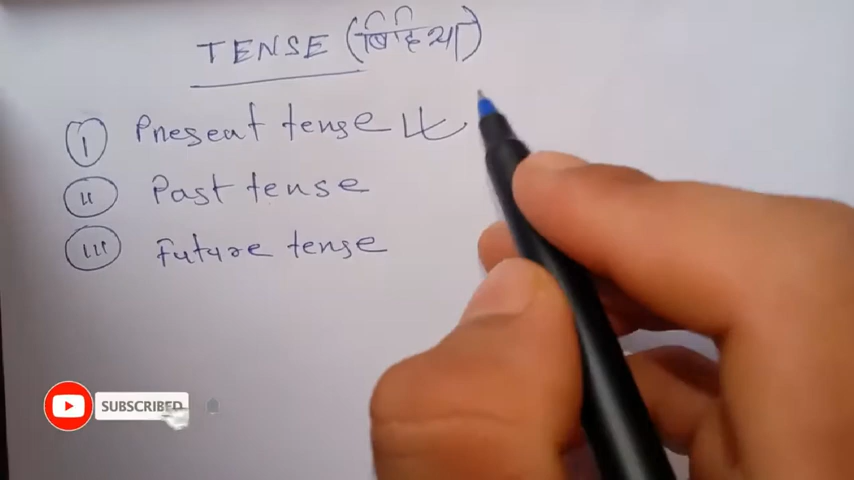 TENSE
I Present tense
II Past tense
III Future tense
SUBSCRIBED